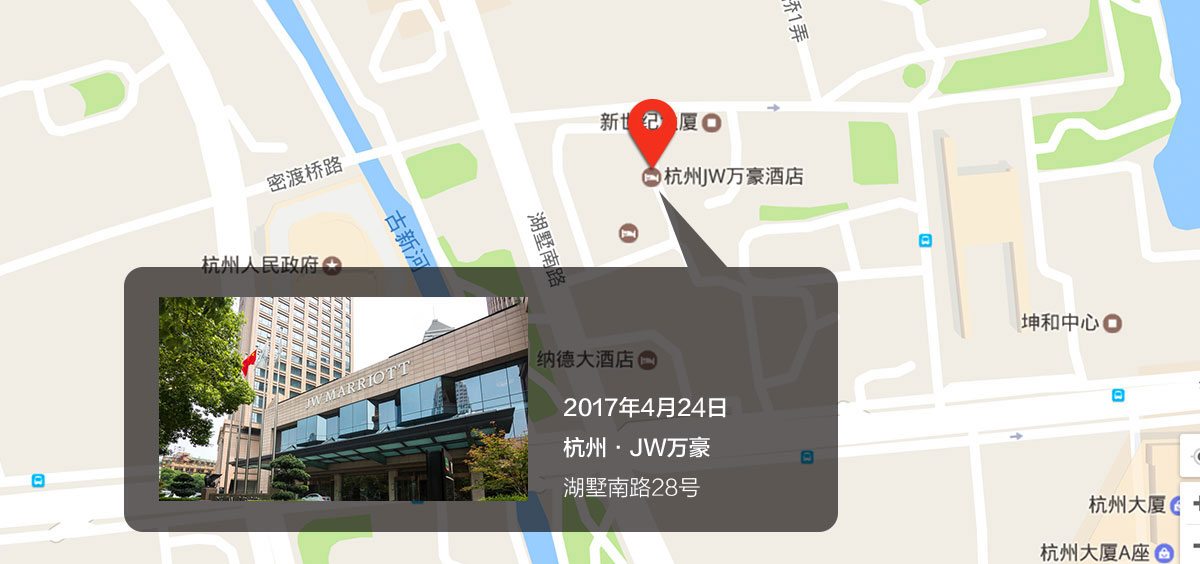 桥1弄
新世纪大厦
杭州JW万豪酒店
密渡桥路
古新河
湖墅南路
杭州人民政府
坤和中心
纳德大酒店
JW MARRIOTT
2017年4月24日
杭州·JW万豪
湖墅南路28号
杭州大厦
杭州大厦A座